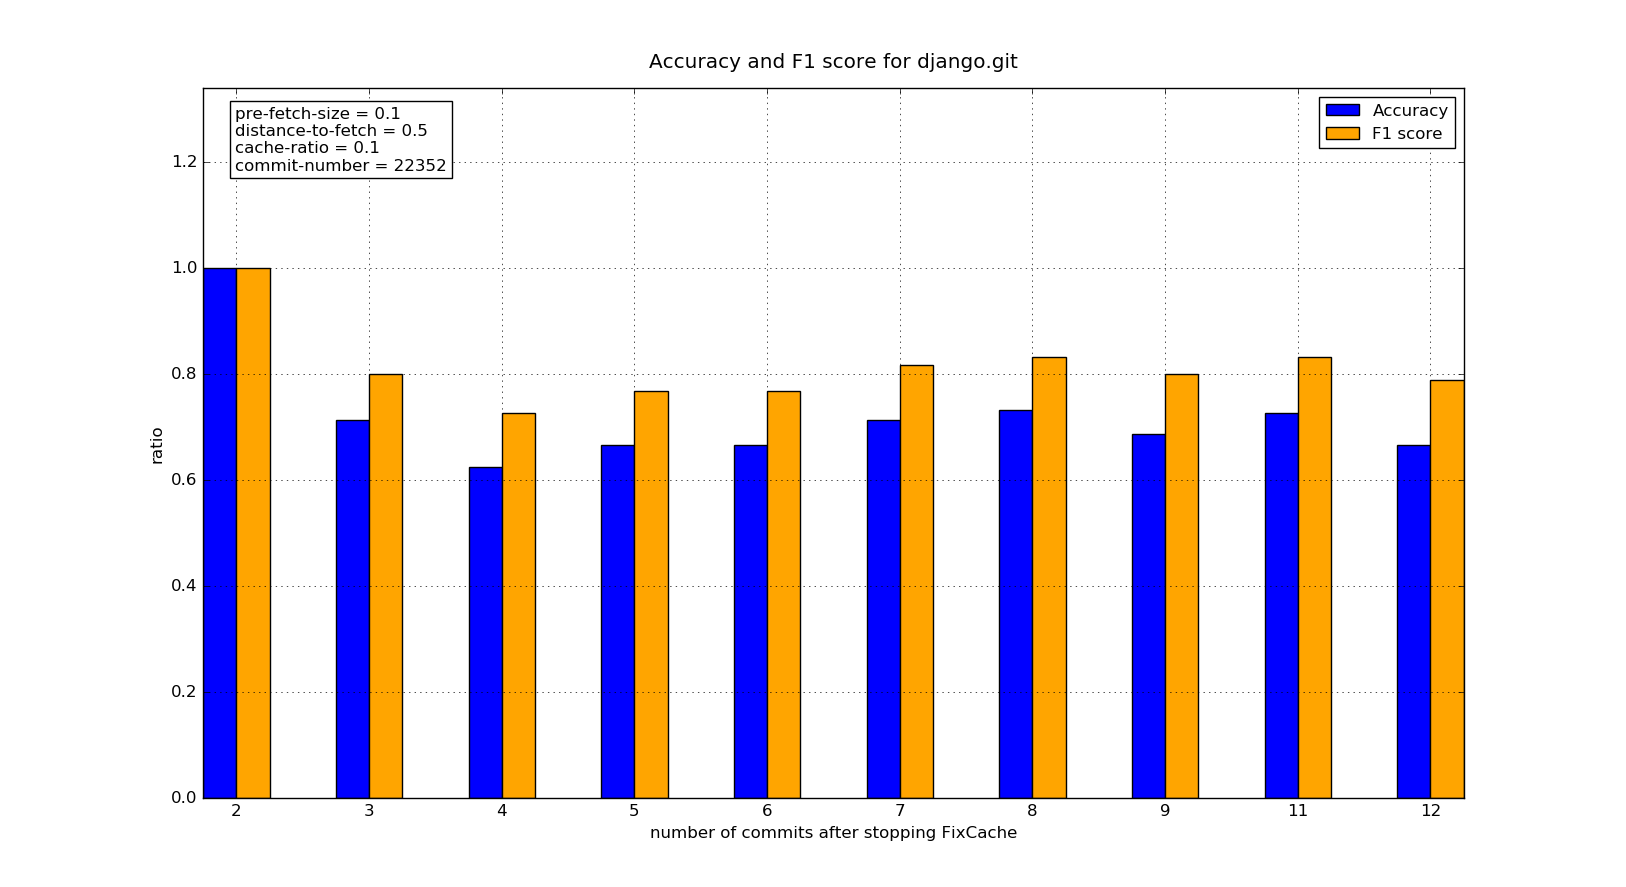 Accuracy and F1 score for django.git
pre-fetch-size = 0.1
distance-to-fetch = 0.5
cache-ratio = 0.1
commit-number = 22352
Accuracy
F1 score
1.2
1.0
0.8
0.6
0.4
0.2
0.0
ratio
2 3 4 5 6 7 8 9 11 12
number of commits after stopping FixCache